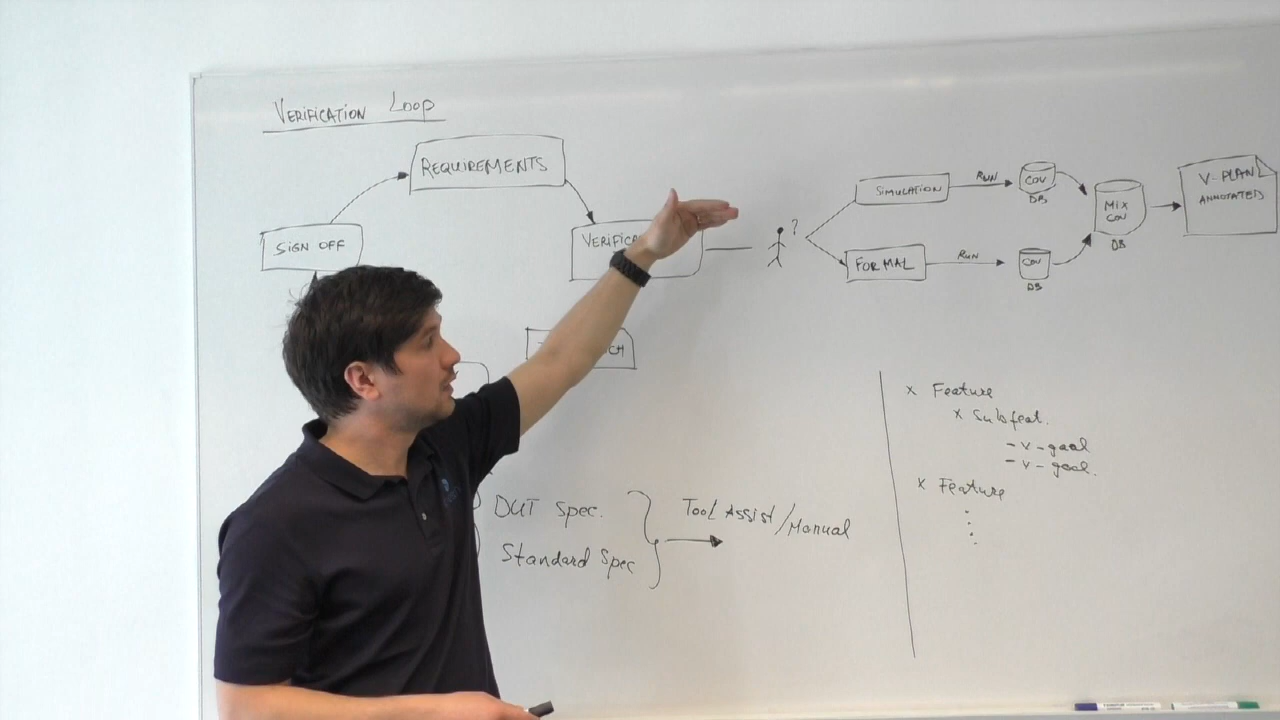 VERIFICATION LOOP
REQUIREMENTS
SIGN OFF
SIMULATION
RUN
COV
DB
MIX
COV
DB
V-PLAN
ANNOTATED
?
FORMAL
RUN
COV
DB
x Feature
x Subfeat.
- v - goal
- v - goal.
x Feature
DUT Spec.
Standard Spec
Tool Assist/Manual